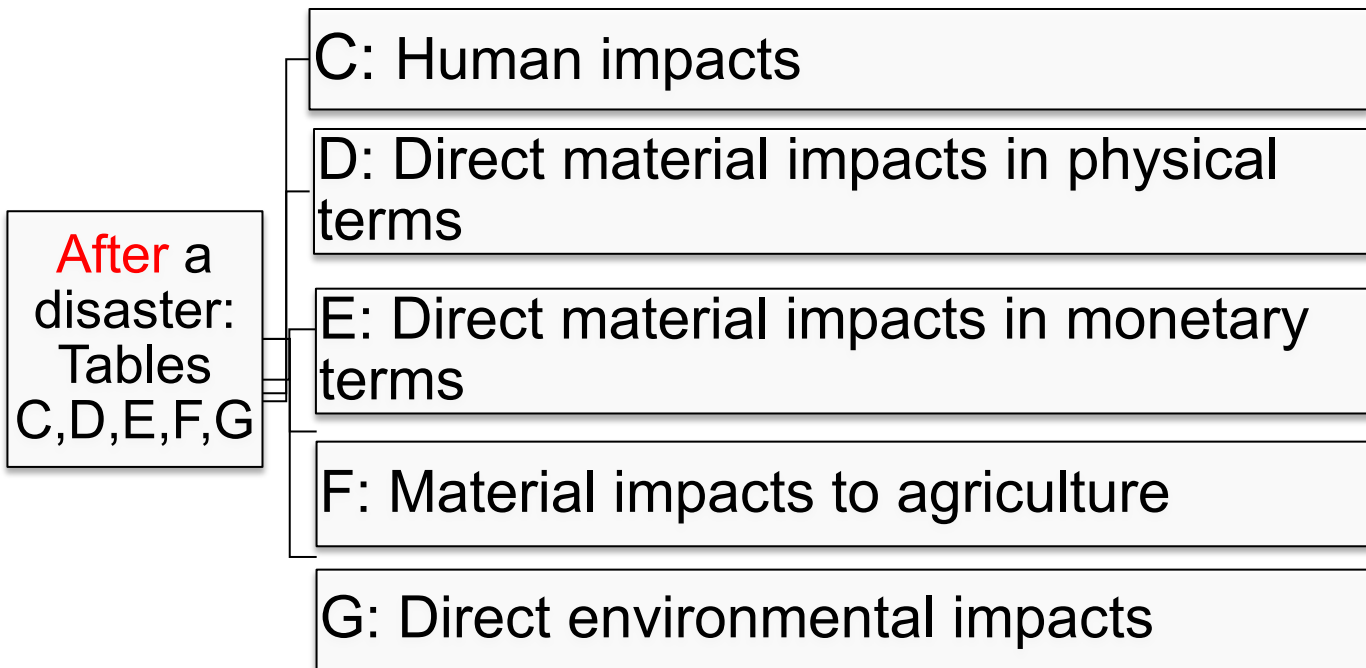 C: Human impacts
D: Direct material impacts in physical
terms
After a
disaster:
Tables
C,D,E,F,G
E: Direct material impacts in monetary
terms
F: Material impacts to agriculture
G: Direct environmental impacts